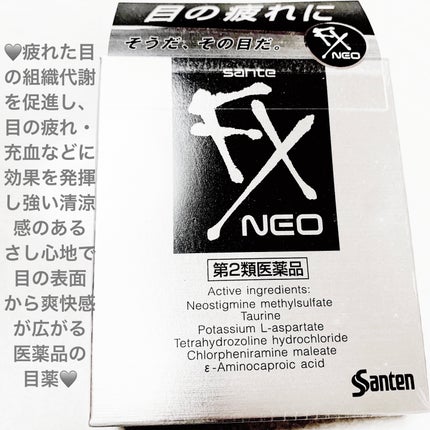 目の疲れに
そうだ、その目だ。
FX
NEO
sante
FX
NEO
第2類医薬品
Active ingredients:
Neostigmine methylsulfate
Taurine
Potassium L-aspartate
Tetrahydrozoline hydrochloride
Chlorpheniramine maleate
ε-Aminocaproic acid
Santen
♥疲れた目
の組織代謝
を促進し、
目の疲れ・
充血などに
効果を発揮
し強い清涼
感のある
さし心地で
目の表面
から爽快感
が広がる
医薬品の
目薬♥